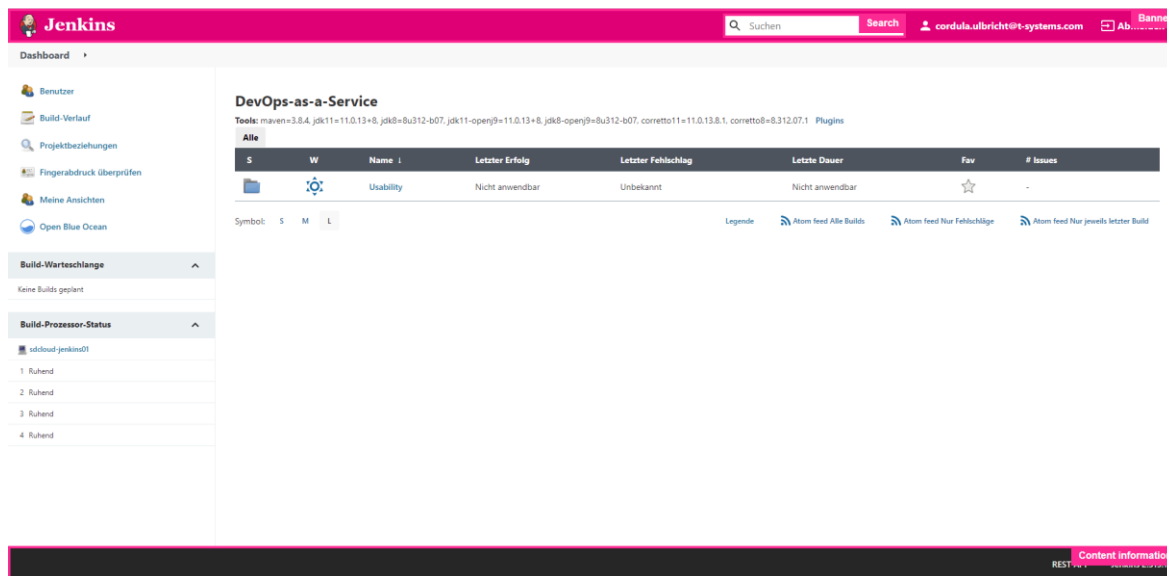 Jenkins
Suchen
Search
cordula.ulbricht@t-systems.com
Banne
Dashboard
Benutzer
Build-Verlauf
Projektbeziehungen
Fingerabdruck überprüfen
Meine Ansichten
Open Blue Ocean
Build-Warteschlange
Keine Builds geplant
Build-Prozessor-Status
sdcloud-jenkins01
1 Ruhend
2 Ruhend
3 Ruhend
4 Ruhend
DevOps-as-a-Service
Tools: maven=3.8.4, jdk11=11.0.13+8, jdk8=8u312-b07, jdk11-openj9=11.0.13+8, jdk8-openj9=8u312-b07, corretto11=11.0.13.8.1, corretto8=8.312.07.1 Plugins
Alle
S W Name ↓ Letzter Erfolg Letzter Fehlschlag Letzte Dauer Fav # Issues
Usability Nicht anwendbar Unbekannt Nicht anwendbar -
Symbol: S M L Legende Atom feed Alle Builds Atom feed Nur Fehlschläge Atom feed Nur jeweils letzter Build
REST
Content informatio